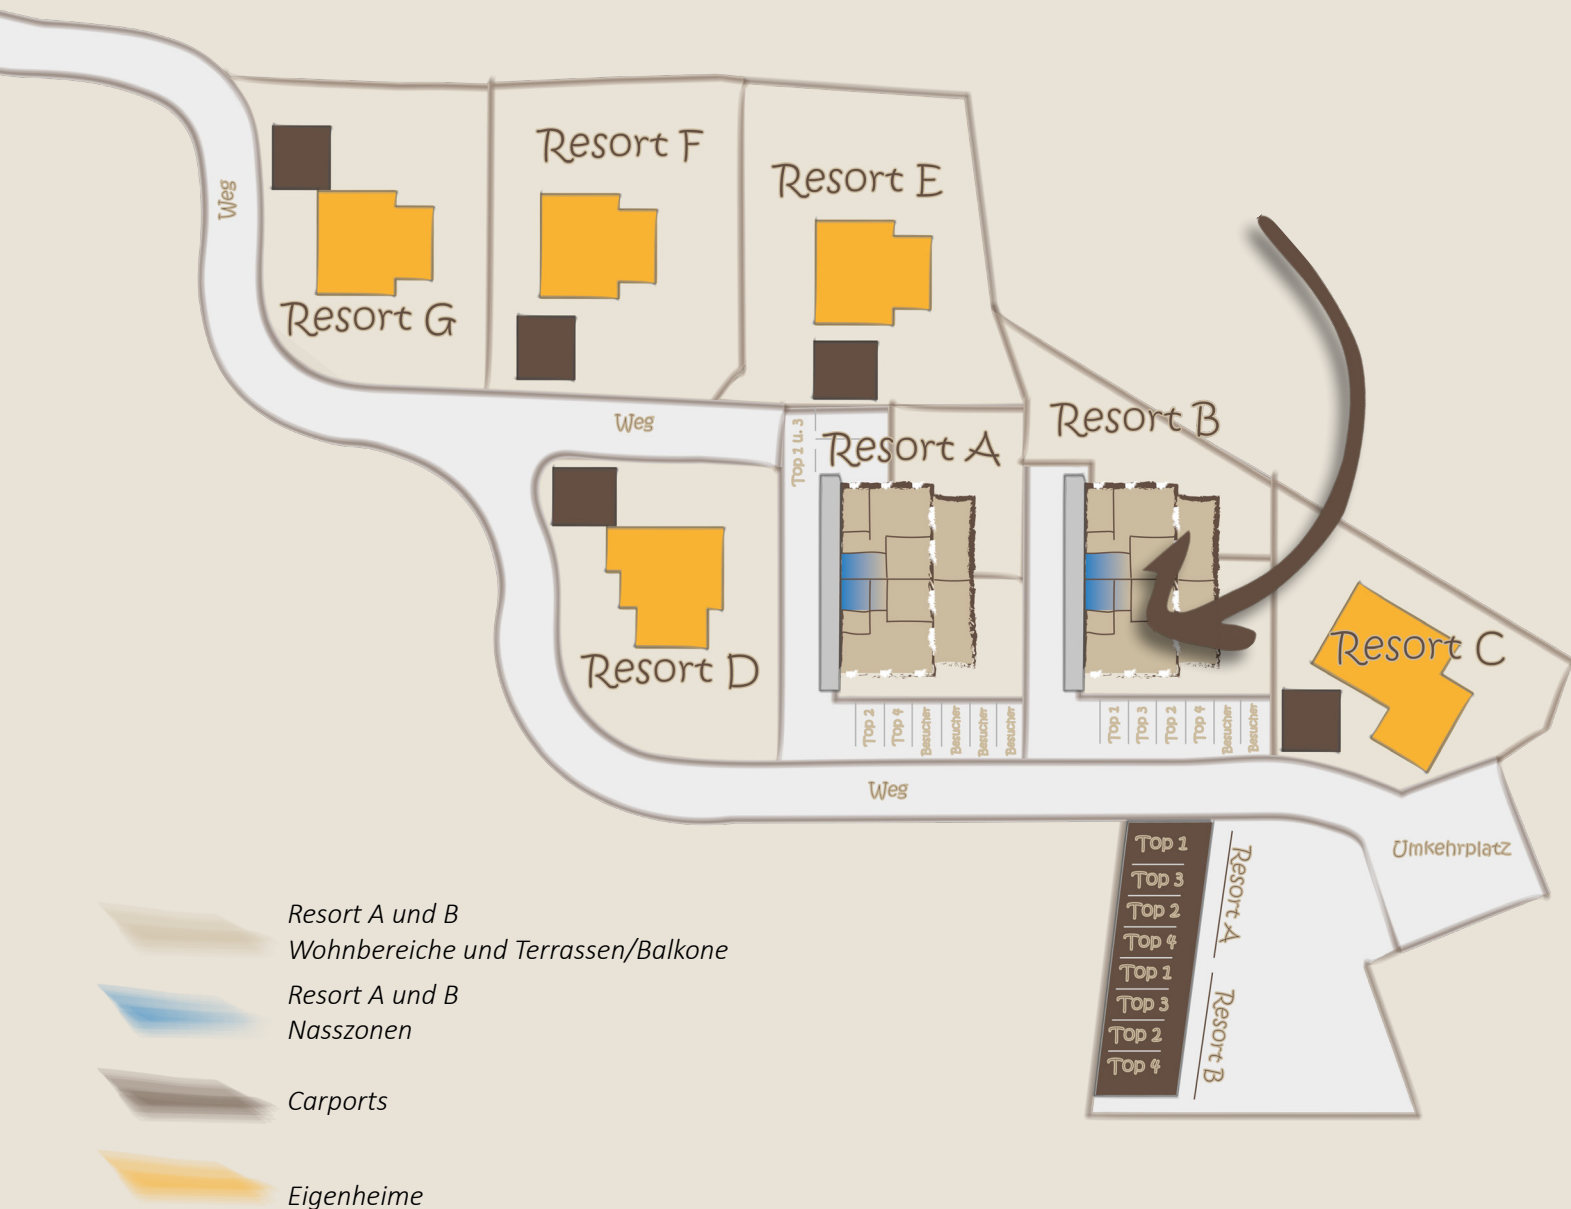 Resort F
Resort E
Weg
Resort G
Resort B
Weg
Top 1 u. 3
Resort A
Resort D
Resort C
Top 2
Top 4
Besucher
Besucher
Besucher
Besucher
Top 1
Top 3
Top 2
Top 4
Besucher
Besucher
Weg
Umkehrplatz
Top 1
Top 3
Top 2
Top 4
Top 1
Top 3
Top 2
Top 4
Resort A
Resort B
Resort A und B
Wohnbereiche und Terrassen/Balkone
Resort A und B
Nasszonen
Carports
Eigenheime